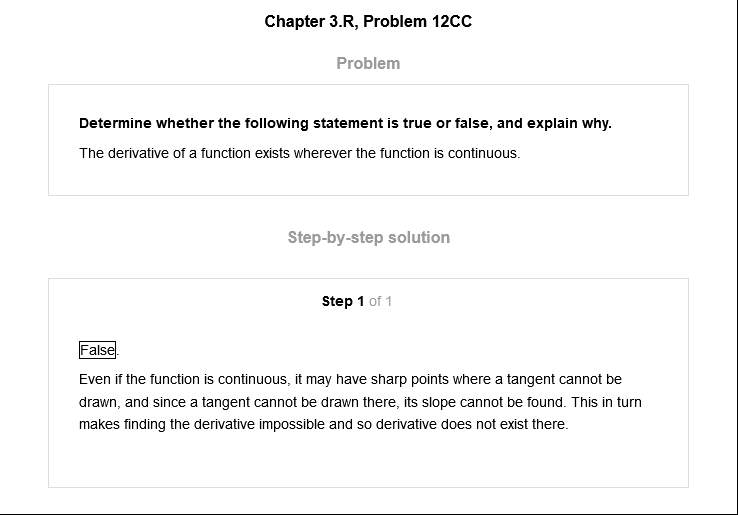 Chapter 3.R, Problem 12CC
Problem
Determine whether the following statement is true or false, and explain why.
The derivative of a function exists wherever the function is continuous.
Step-by-step solution
Step 1 of 1
False.
Even if the function is continuous, it may have sharp points where a tangent cannot be
drawn, and since a tangent cannot be drawn there, its slope cannot be found. This in turn
makes finding the derivative impossible and so derivative does not exist there.